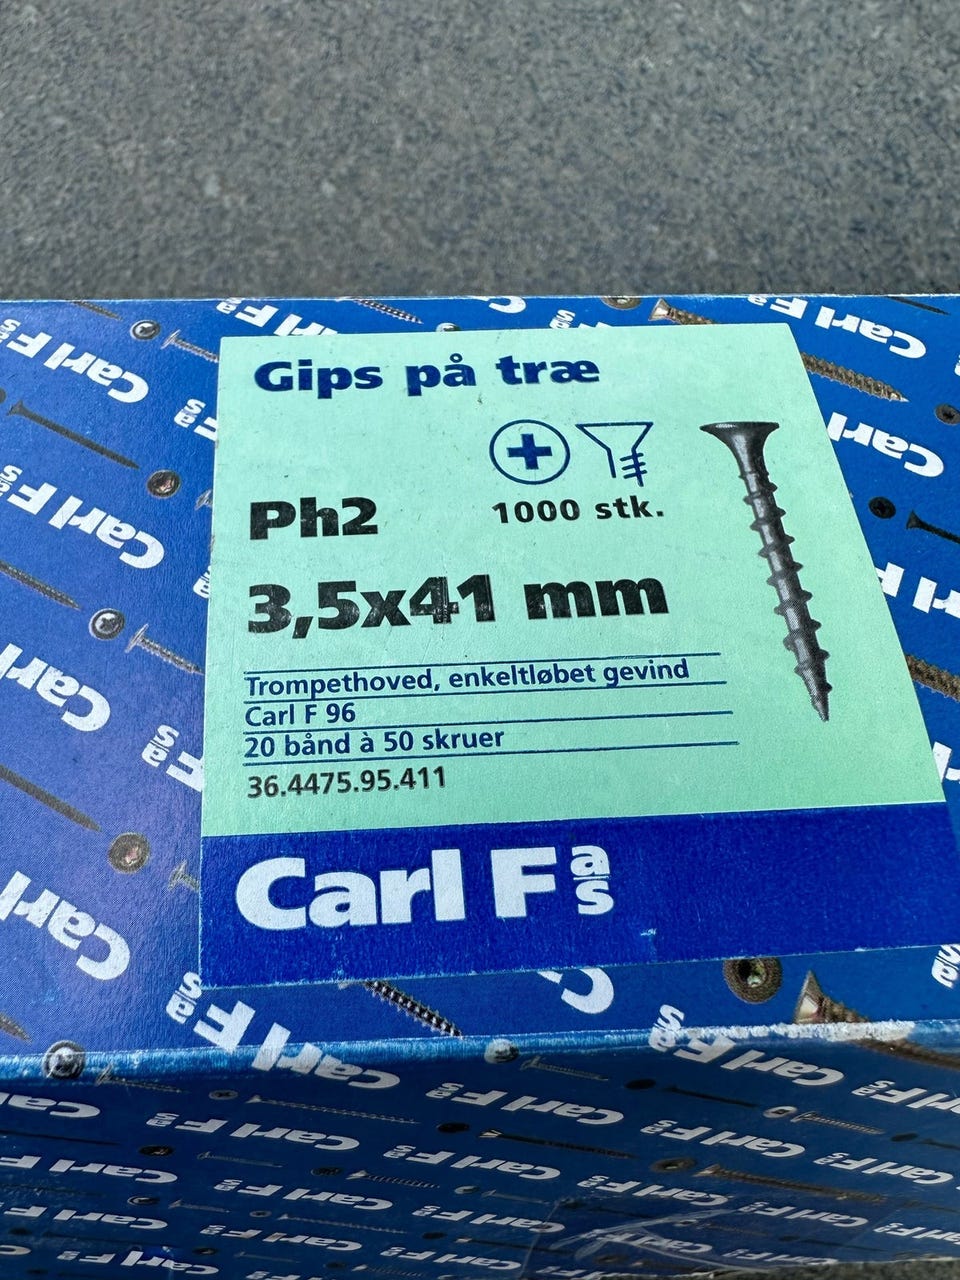 Gips på træ
1000 stk.
Ph2
3,5x41 mm
Trompethoved, enkeltløbet gevind
Carl F 96
20 bånd à 50 skruer
36.4475.95.411
Carl F a/s